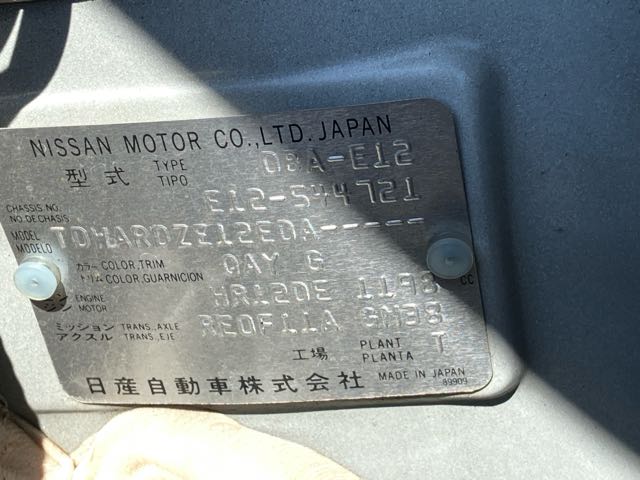 NISSAN MOTOR CO.,LTD. JAPAN
型式 TYPE TIPO DBA-E12
CHASSIS NO. NO.DE CHASIS E12-544721
MODEL MODELO TDHARDZE12EDA-----
カラー COLOR,TRIM トリム COLOR,GUARNICION QAY G
ENGINE MOTOR HR12DE 1198 CC
ミッション TRANS.,AXLE アクスル TRANS.,EJE RE0F11A GM38
工場 PLANT PLANTA T
日産自動車株式会社 MADE IN JAPAN
89909